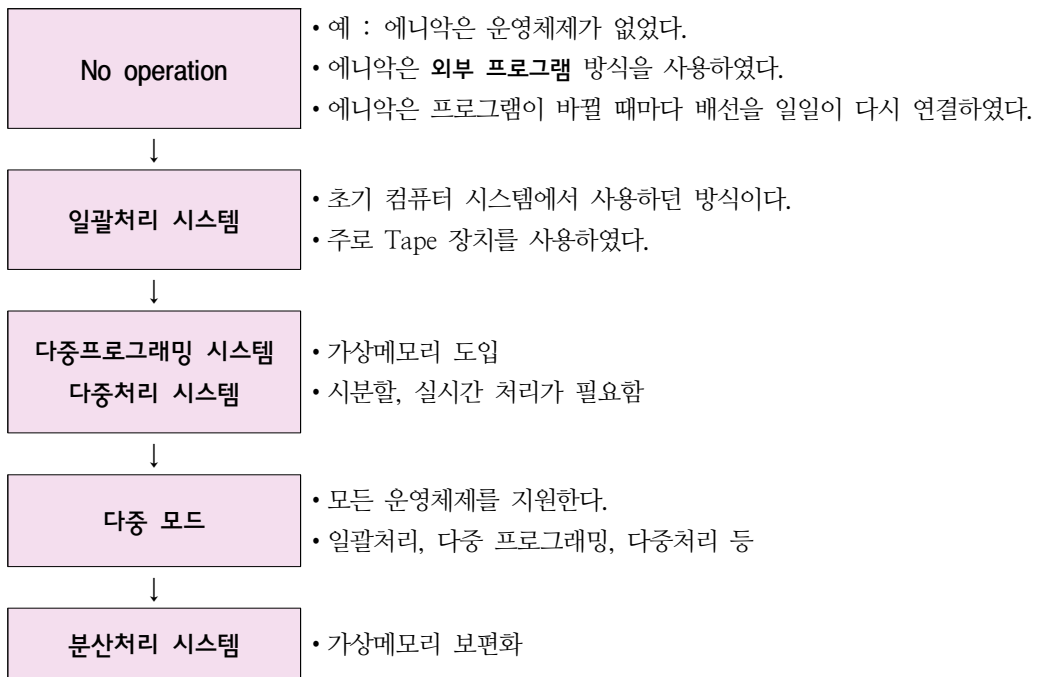 No operation
• 예 : 에니악은 운영체제가 없었다.
• 에니악은 외부 프로그램 방식을 사용하였다.
• 에니악은 프로그램이 바뀔 때마다 배선을 일일이 다시 연결하였다.
↓
일괄처리 시스템
• 초기 컴퓨터 시스템에서 사용하던 방식이다.
• 주로 Tape 장치를 사용하였다.
↓
다중프로그래밍 시스템
다중처리 시스템
• 가상메모리 도입
• 시분할, 실시간 처리가 필요함
↓
다중 모드
• 모든 운영체제를 지원한다.
• 일괄처리, 다중 프로그래밍, 다중처리 등
↓
분산처리 시스템
• 가상메모리 보편화